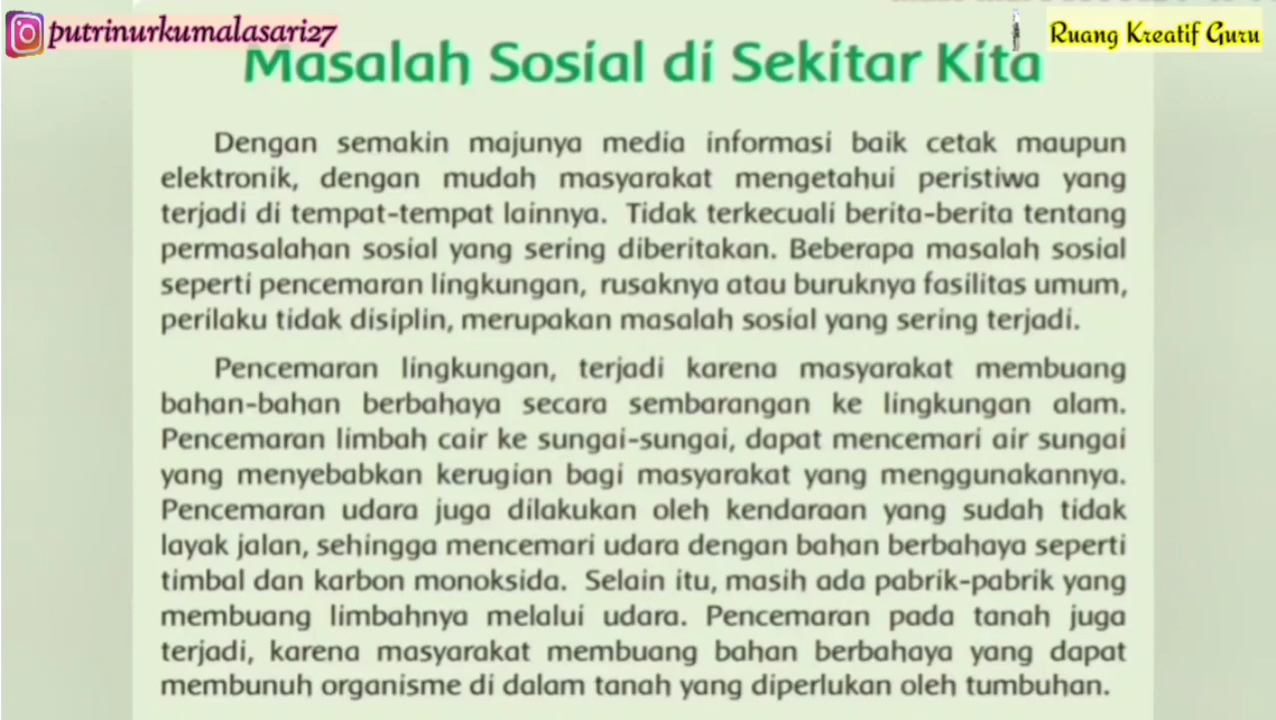 putrinurkumalasari27
Ruang Kreatif Guru
Masalah Sosial di Sekitar Kita
Dengan semakin majunya media informasi baik cetak maupun
elektronik, dengan mudah masyarakat mengetahui peristiwa yang
terjadi di tempat-tempat lainnya. Tidak terkecuali berita-berita tentang
permasalahan sosial yang sering diberitakan. Beberapa masalah sosial
seperti pencemaran lingkungan, rusaknya atau buruknya fasilitas umum,
perilaku tidak disiplin, merupakan masalah sosial yang sering terjadi.
Pencemaran lingkungan, terjadi karena masyarakat membuang
bahan-bahan berbahaya secara sembarangan ke lingkungan alam.
Pencemaran limbah cair ke sungai-sungai, dapat mencemari air sungai
yang menyebabkan kerugian bagi masyarakat yang menggunakannya.
Pencemaran udara juga dilakukan oleh kendaraan yang sudah tidak
layak jalan, sehingga mencemari udara dengan bahan berbahaya seperti
timbal dan karbon monoksida. Selain itu, masih ada pabrik-pabrik yang
membuang limbahnya melalui udara. Pencemaran pada tanah juga
terjadi, karena masyarakat membuang bahan berbahaya yang dapat
membunuh organisme di dalam tanah yang diperlukan oleh tumbuhan.